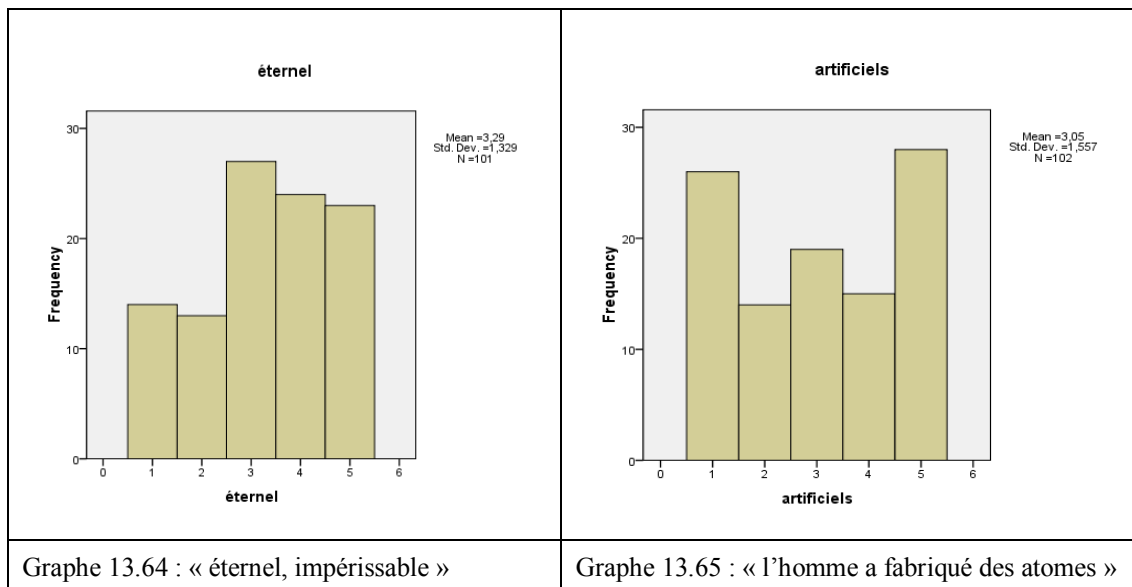 éternel
Mean =3,29
Std. Dev. =1,329
N =101
30
20
10
0
Frequency
0 1 2 3 4 5 6
éternel
Graphe 13.64 : « éternel, impérissable »
artificiels
Mean =3,05
Std. Dev. =1,557
N =102
30
20
10
0
Frequency
0 1 2 3 4 5 6
artificiels
Graphe 13.65 : « l’homme a fabriqué des atomes »